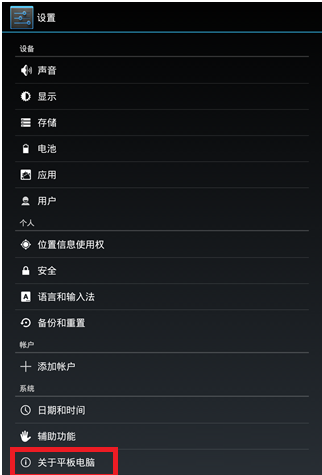 设置
设备
声音
显示
存储
电池
应用
用户
个人
位置信息使用权
安全
A 语言和输入法
备份和重置
帐户
添加帐户
系统
日期和时间
辅助功能
关于平板电脑